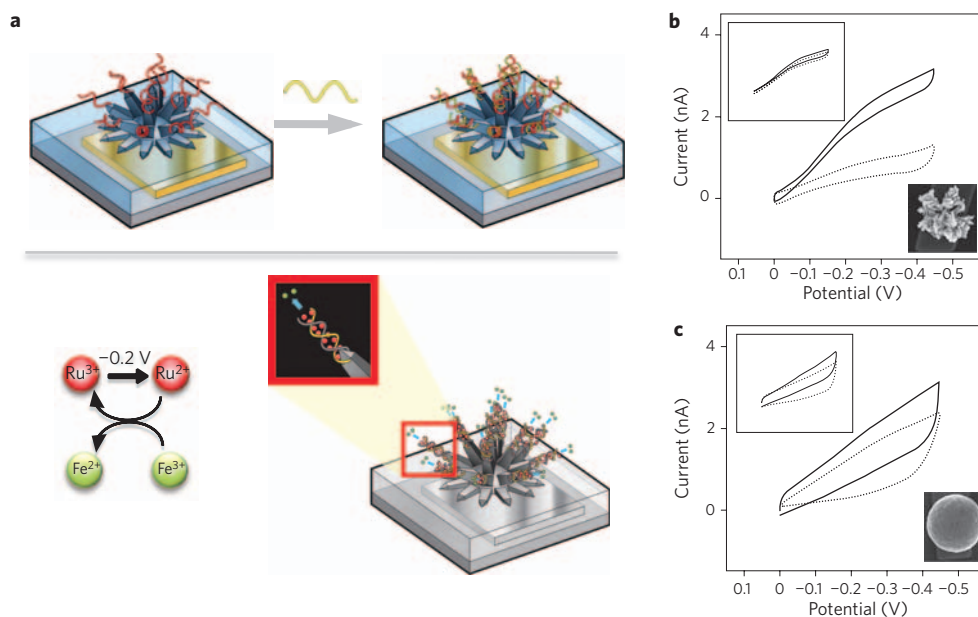 a
−0.2 V
Ru3+
Ru2+
Fe2+
Fe3+
b
4
2
0
Current (nA)
0.1 0 −0.1 −0.2 −0.3 −0.4 −0.5
Potential (V)
c
4
2
0
Current (nA)
0.1 0 −0.1 −0.2 −0.3 −0.4 −0.5
Potential (V)